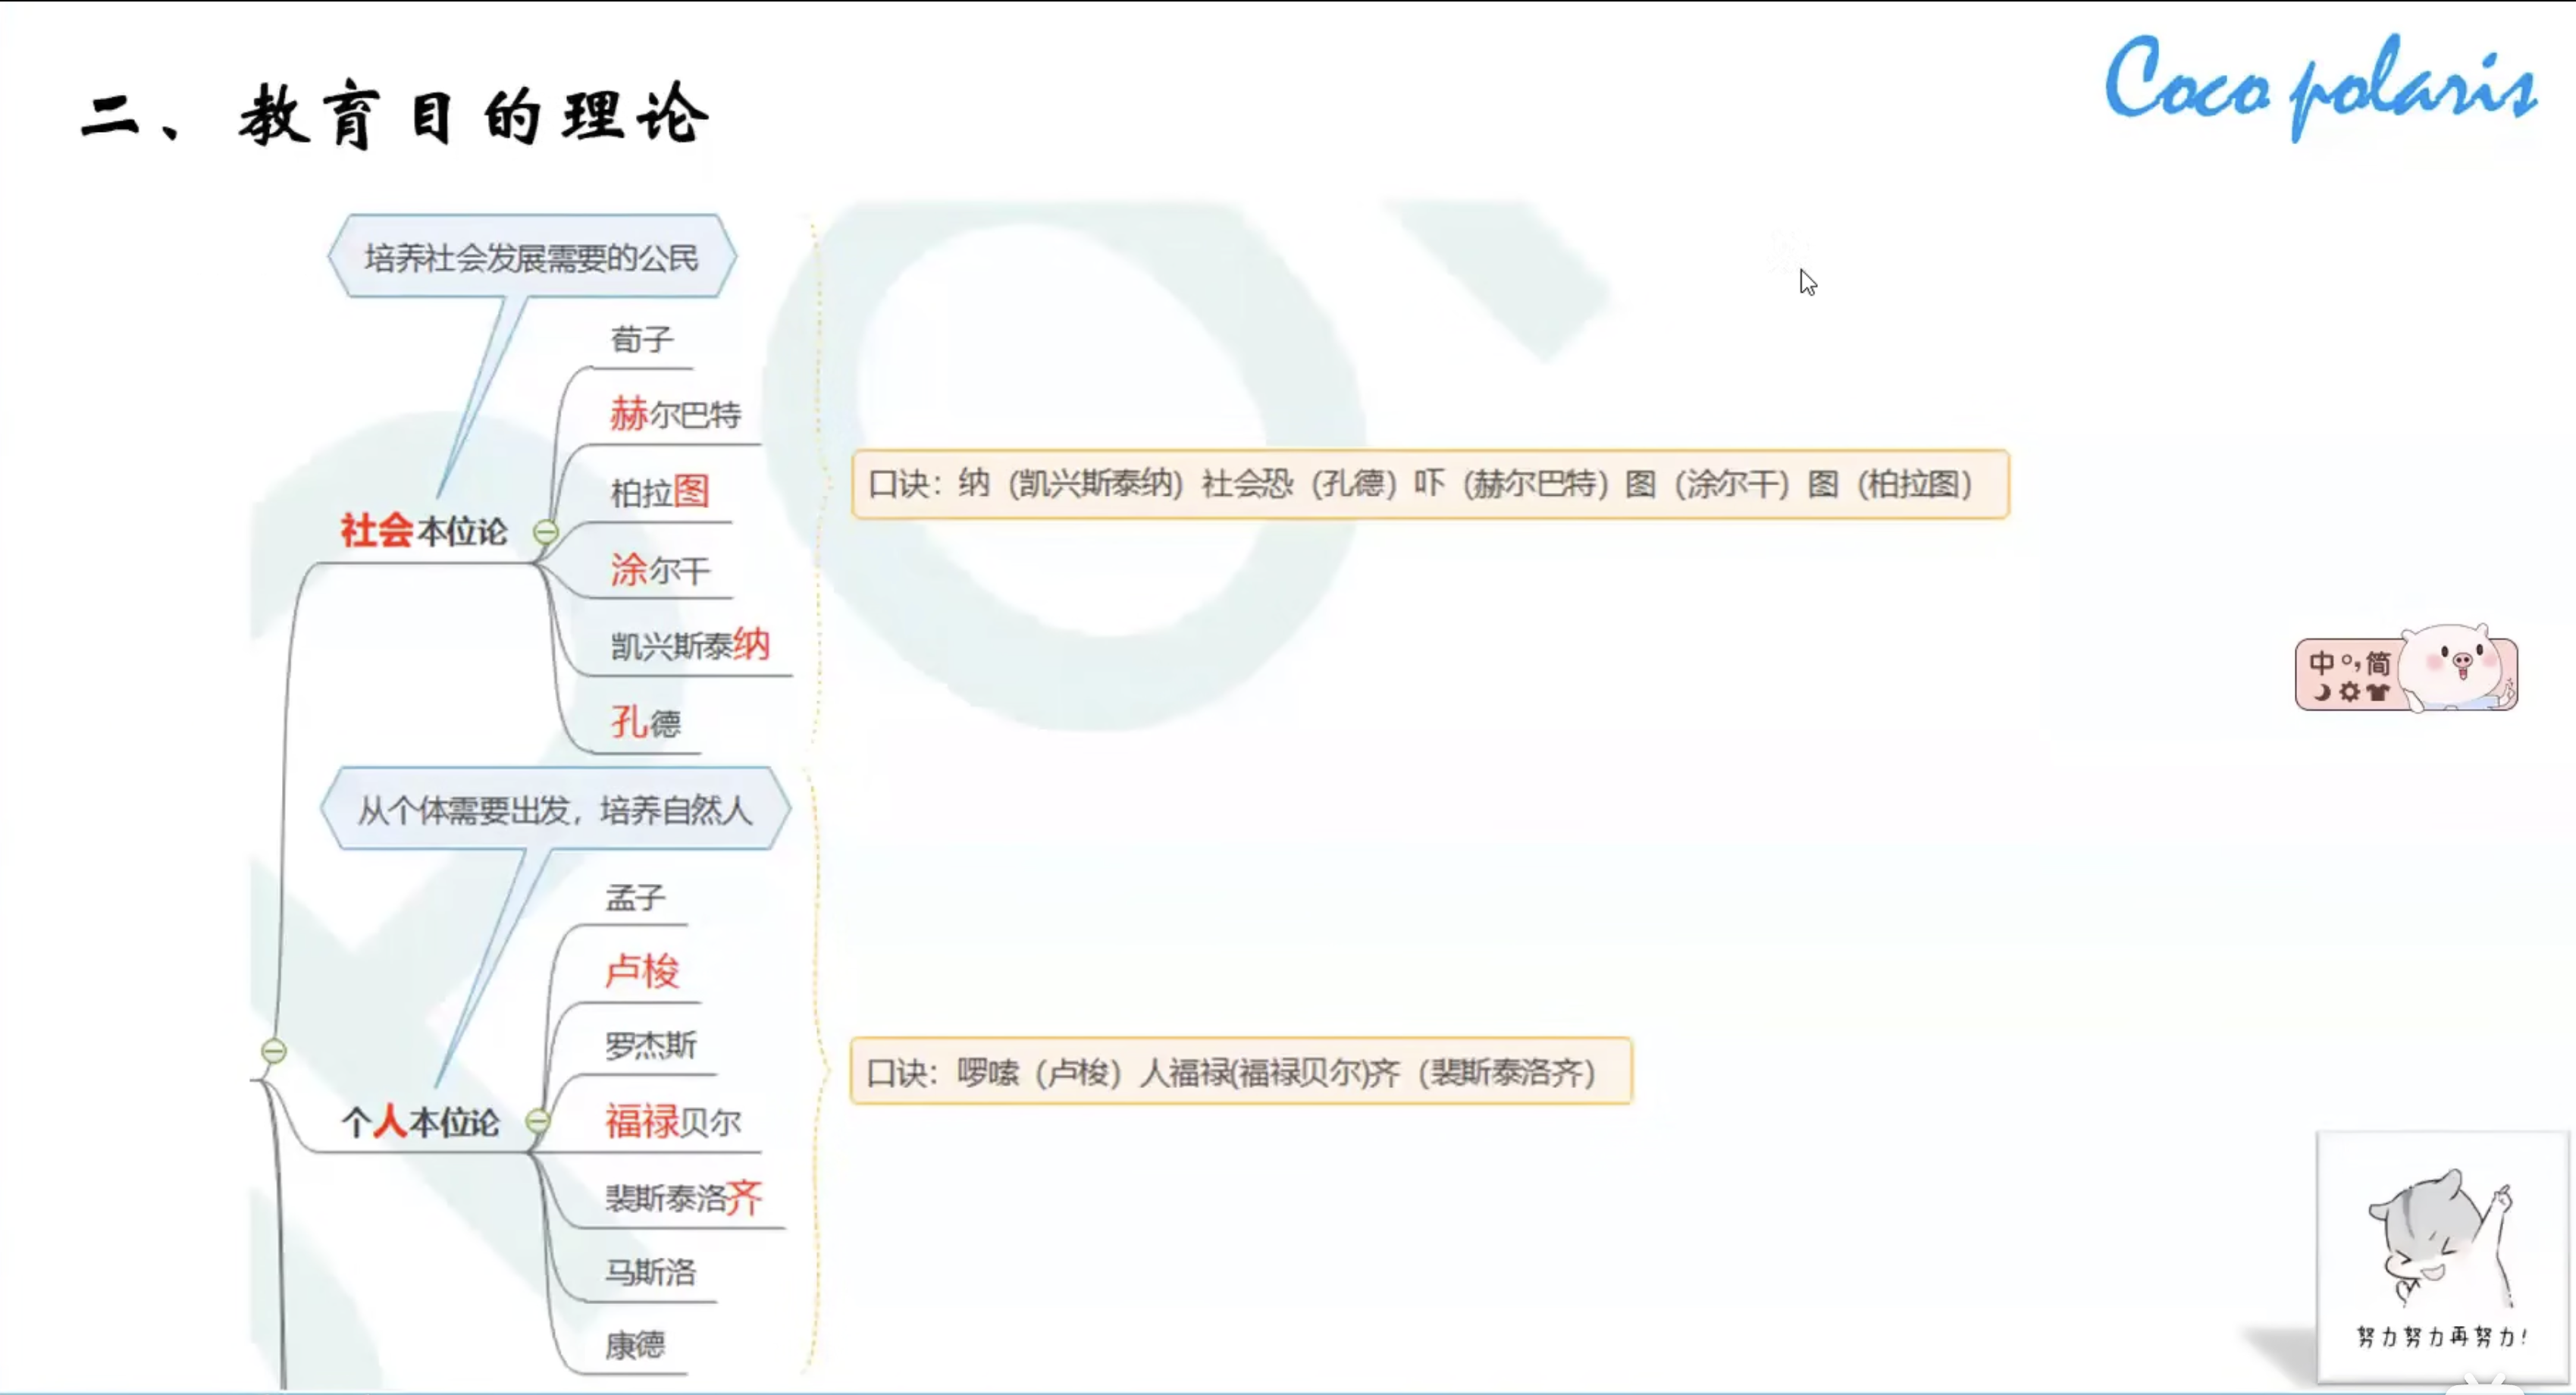 二、教育目的理论
Coco polaris
培养社会发展需要的公民
荀子
赫尔巴特
柏拉图
社会本位论
涂尔干
凯兴斯泰纳
孔德
口诀：纳（凯兴斯泰纳）社会恐（孔德）吓（赫尔巴特）图（涂尔干）图（柏拉图）
中 °, 简
从个体需要出发，培养自然人
孟子
卢梭
罗杰斯
个人本位论
福禄贝尔
裴斯泰洛齐
马斯洛
康德
口诀：啰嗦（卢梭）人福禄(福禄贝尔)齐（裴斯泰洛齐）
努力努力再努力!